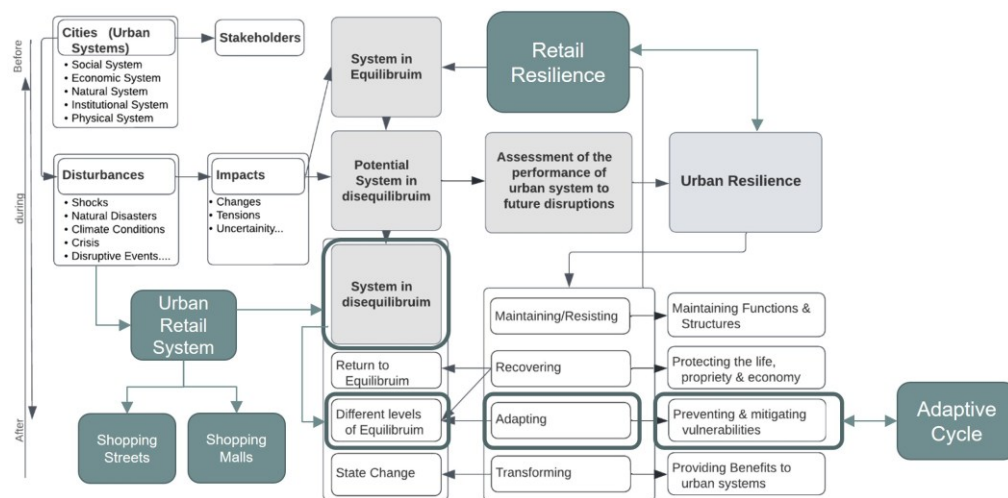 Before
during
After
Cities (Urban
Systems)
• Social System
• Economic System
• Natural System
• Institutional System
• Physical System
Stakeholders
System in
Equilibruim
Retail
Resilience
Disturbances
• Shocks
• Natural Disasters
• Climate Conditions
• Crisis
• Disruptive Events....
Impacts
• Changes
• Tensions
• Uncertainity...
Potential
System in
disequilibruim
Assessment of the
performance of
urban system to
future disruptions
Urban Resilience
System in
disequilibruim
Urban
Retail
System
Shopping
Streets
Shopping
Malls
Return to
Equilibruim
Different levels
of Equilibruim
State Change
Maintaining/Resisting
Recovering
Adapting
Transforming
Maintaining Functions &
Structures
Protecting the life,
propriety & economy
Preventing & mitigating
vulnerabilities
Providing Benefits to
urban systems
Adaptive
Cycle